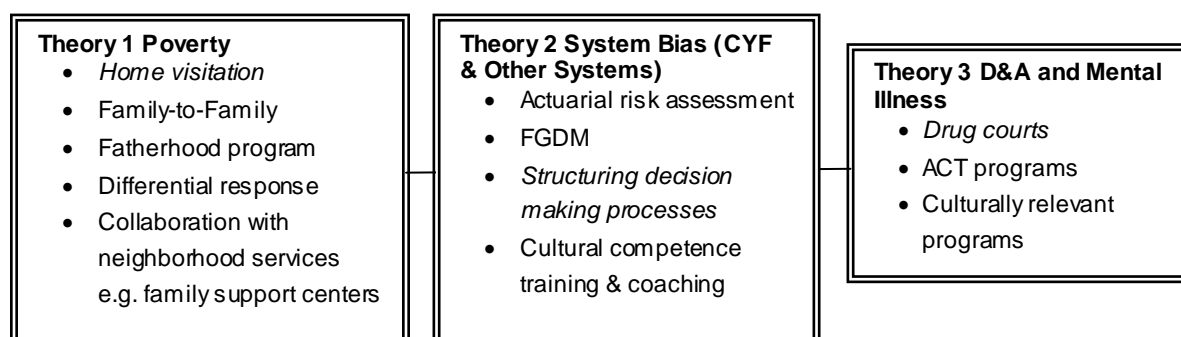 Theory 1 Poverty
• Home visitation
• Family-to-Family
• Fatherhood program
• Differential response
• Collaboration with
neighborhood services
e.g. family support centers
Theory 2 System Bias (CYF
& Other Systems)
• Actuarial risk assessment
• FGDM
• Structuring decision
making processes
• Cultural competence
training & coaching
Theory 3 D&A and Mental
Illness
• Drug courts
• ACT programs
• Culturally relevant
programs